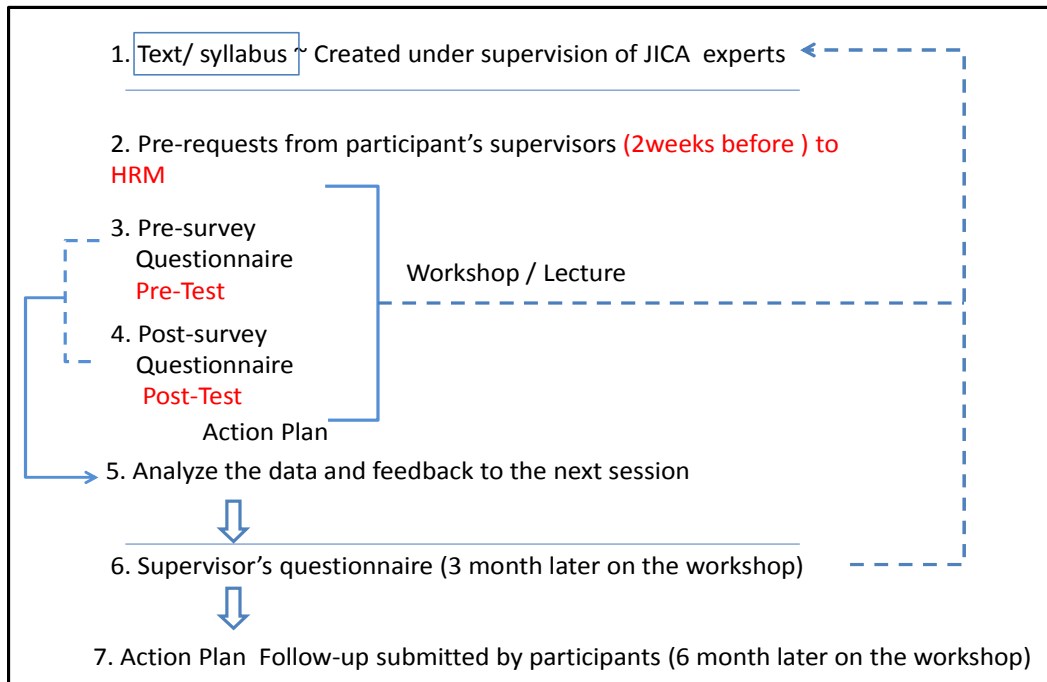 1. Text/ syllabus ~ Created under supervision of JICA experts
2. Pre-requests from participant's supervisors (2weeks before ) to
HRM
3. Pre-survey
Questionnaire
Pre-Test
Workshop / Lecture
4. Post-survey
Questionnaire
Post-Test
Action Plan
5. Analyze the data and feedback to the next session
6. Supervisor's questionnaire (3 month later on the workshop)
7. Action Plan Follow-up submitted by participants (6 month later on the workshop)